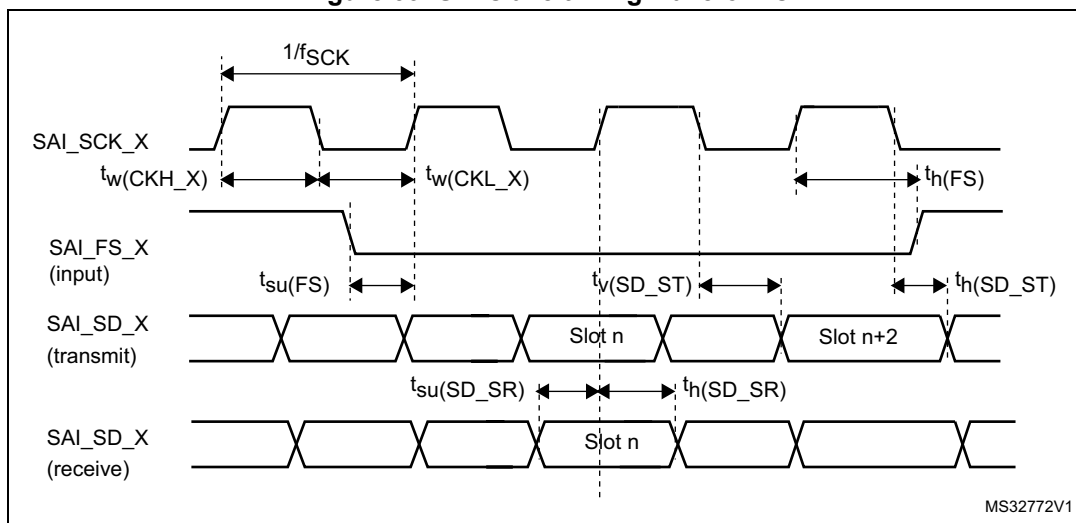 1/fSCK
SAI_SCK_X
tw(CKH_X)
tw(CKL_X)
th(FS)
SAI_FS_X
(input)
tsu(FS)
tv(SD_ST)
th(SD_ST)
SAI_SD_X
(transmit)
Slot n
Slot n+2
tsu(SD_SR)
th(SD_SR)
SAI_SD_X
(receive)
Slot n
MS32772V1